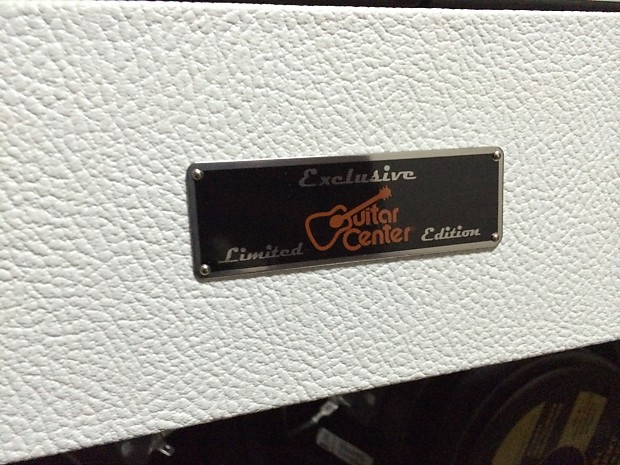 Exclusive
Guitar
Center
Limited
Edition